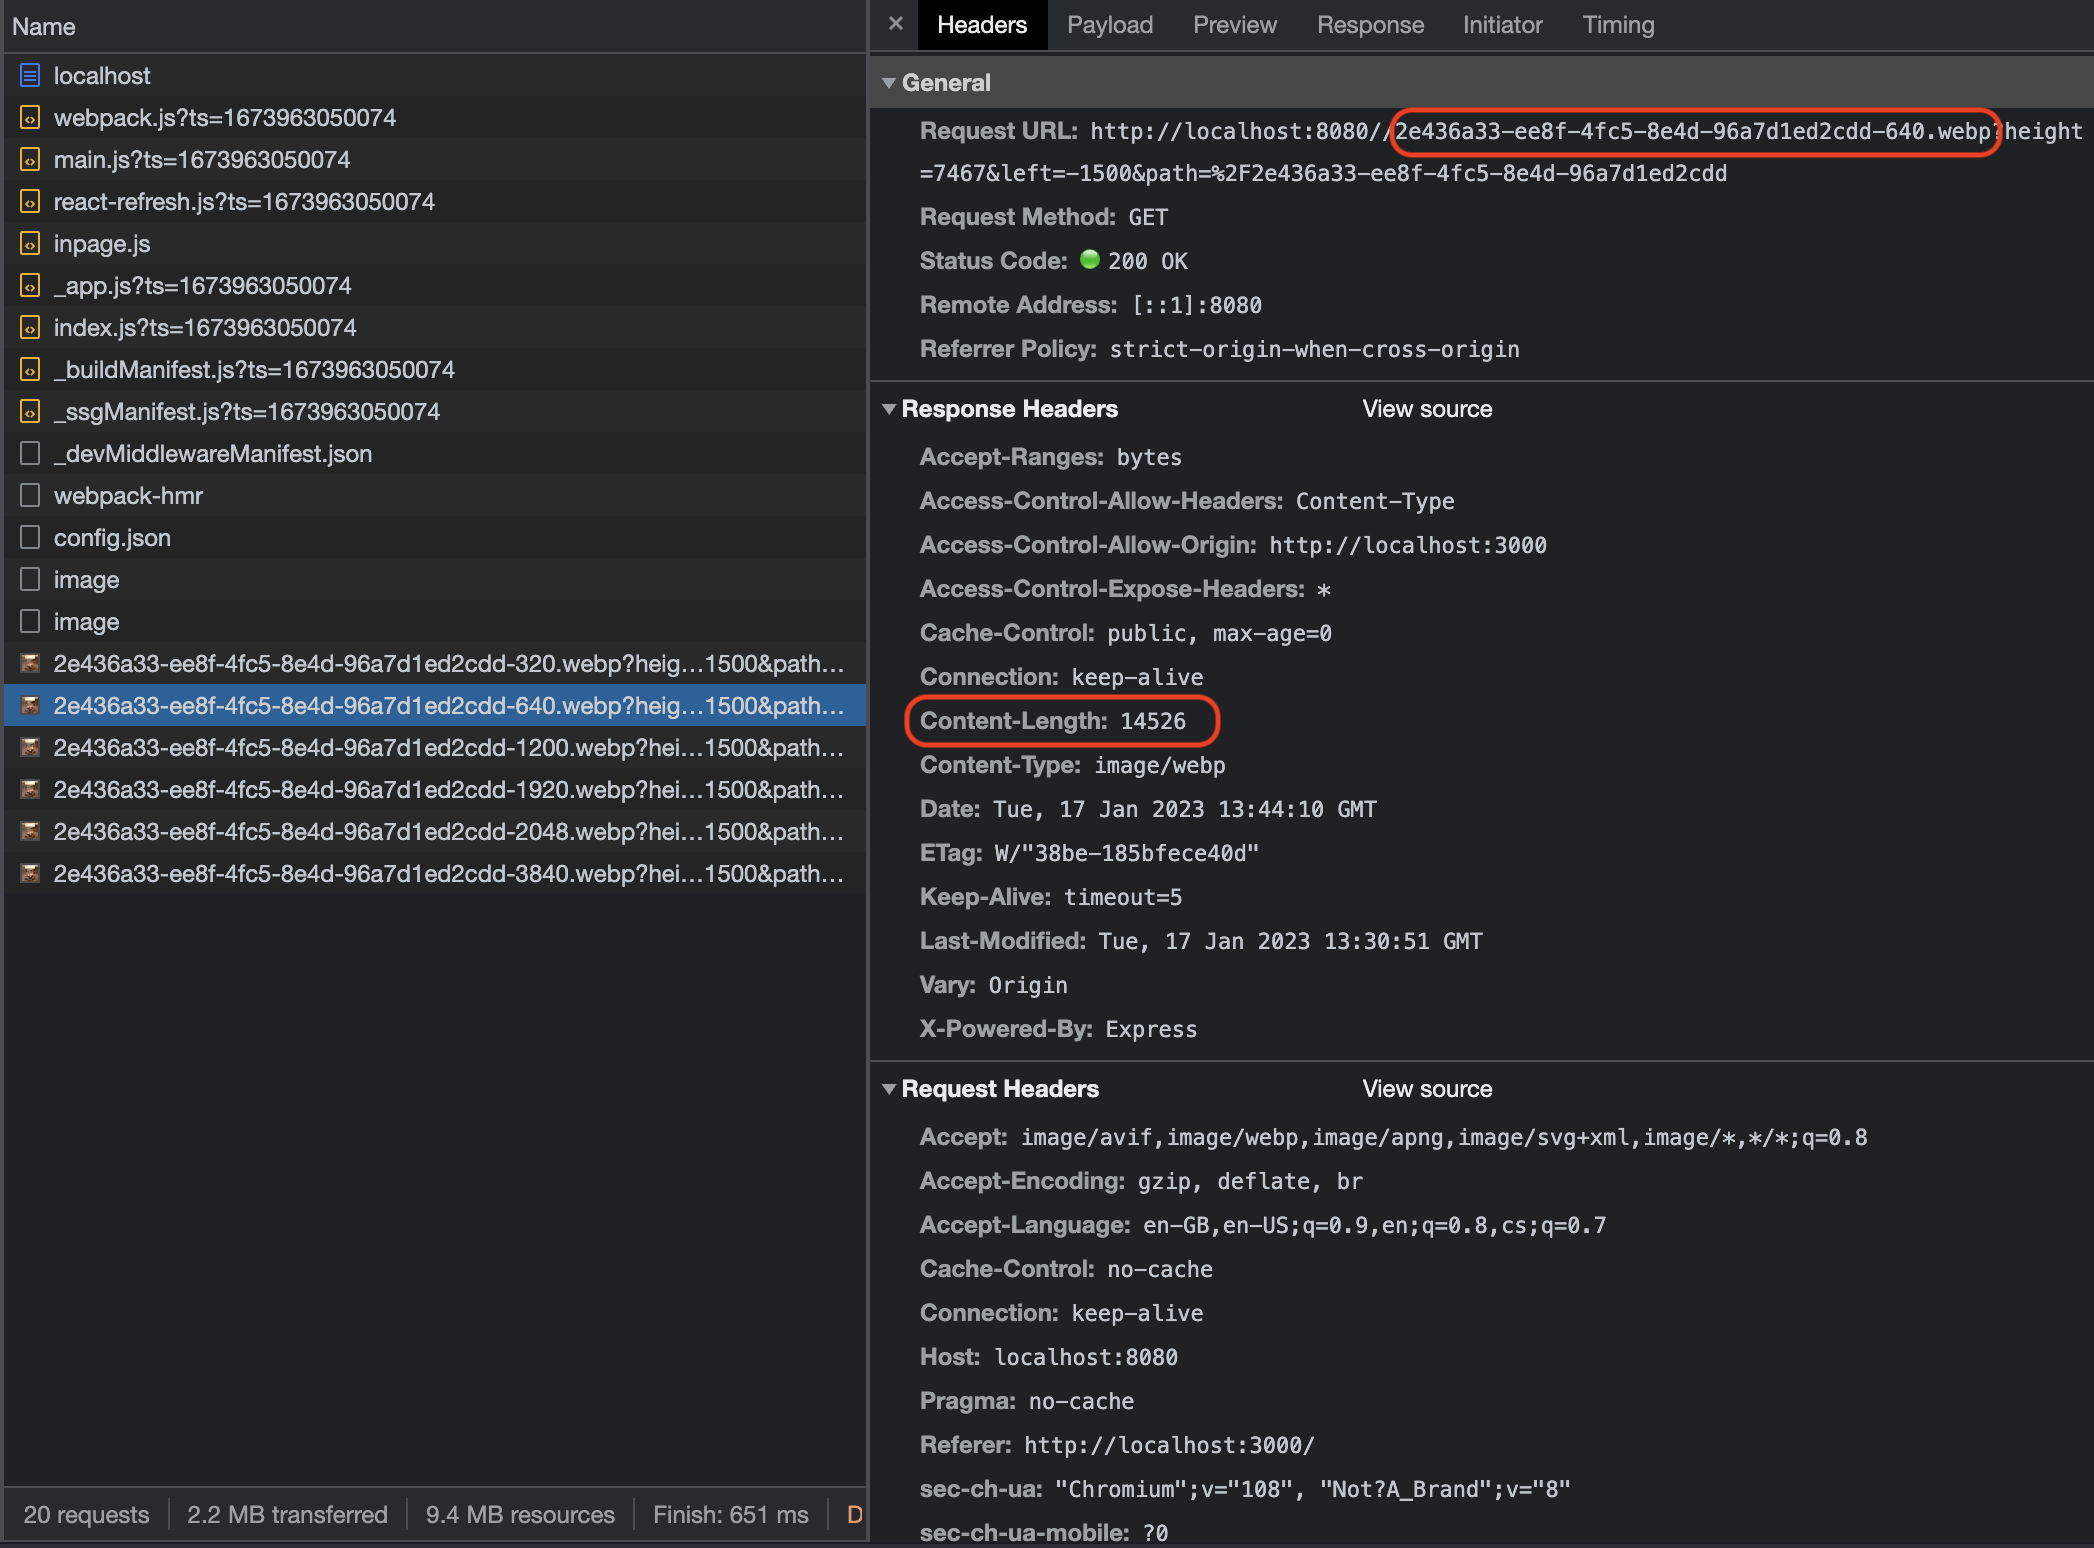 Name
localhost
webpack.js?ts=1673963050074
main.js?ts=1673963050074
react-refresh.js?ts=1673963050074
inpage.js
_app.js?ts=1673963050074
index.js?ts=1673963050074
_buildManifest.js?ts=1673963050074
_ssgManifest.js?ts=1673963050074
_devMiddlewareManifest.json
webpack-hmr
config.json
image
image
2e436a33-ee8f-4fc5-8e4d-96a7d1ed2cdd-320.webp?heig…1500&path…
2e436a33-ee8f-4fc5-8e4d-96a7d1ed2cdd-640.webp?heig…1500&path…
2e436a33-ee8f-4fc5-8e4d-96a7d1ed2cdd-1200.webp?hei…1500&path…
2e436a33-ee8f-4fc5-8e4d-96a7d1ed2cdd-1920.webp?hei…1500&path…
2e436a33-ee8f-4fc5-8e4d-96a7d1ed2cdd-2048.webp?hei…1500&path…
2e436a33-ee8f-4fc5-8e4d-96a7d1ed2cdd-3840.webp?hei…1500&path…
20 requests 2.2 MB transferred 9.4 MB resources Finish: 651 ms D
× Headers Payload Preview Response Initiator Timing
General
Request URL: http://localhost:8080//2e436a33-ee8f-4fc5-8e4d-96a7d1ed2cdd-640.webp?height
=7467&left=-1500&path=%2F2e436a33-ee8f-4fc5-8e4d-96a7d1ed2cdd
Request Method: GET
Status Code: 200 OK
Remote Address: [::1]:8080
Referrer Policy: strict-origin-when-cross-origin
Response Headers View source
Accept-Ranges: bytes
Access-Control-Allow-Headers: Content-Type
Access-Control-Allow-Origin: http://localhost:3000
Access-Control-Expose-Headers: *
Cache-Control: public, max-age=0
Connection: keep-alive
Content-Length: 14526
Content-Type: image/webp
Date: Tue, 17 Jan 2023 13:44:10 GMT
ETag: W/"38be-185bfece40d"
Keep-Alive: timeout=5
Last-Modified: Tue, 17 Jan 2023 13:30:51 GMT
Vary: Origin
X-Powered-By: Express
Request Headers View source
Accept: image/avif,image/webp,image/apng,image/svg+xml,image/*,*/*;q=0.8
Accept-Encoding: gzip, deflate, br
Accept-Language: en-GB,en-US;q=0.9,en;q=0.8,cs;q=0.7
Cache-Control: no-cache
Connection: keep-alive
Host: localhost:8080
Pragma: no-cache
Referer: http://localhost:3000/
sec-ch-ua: "Chromium";v="108", "Not?A_Brand";v="8"
sec-ch-ua-mobile: ?0